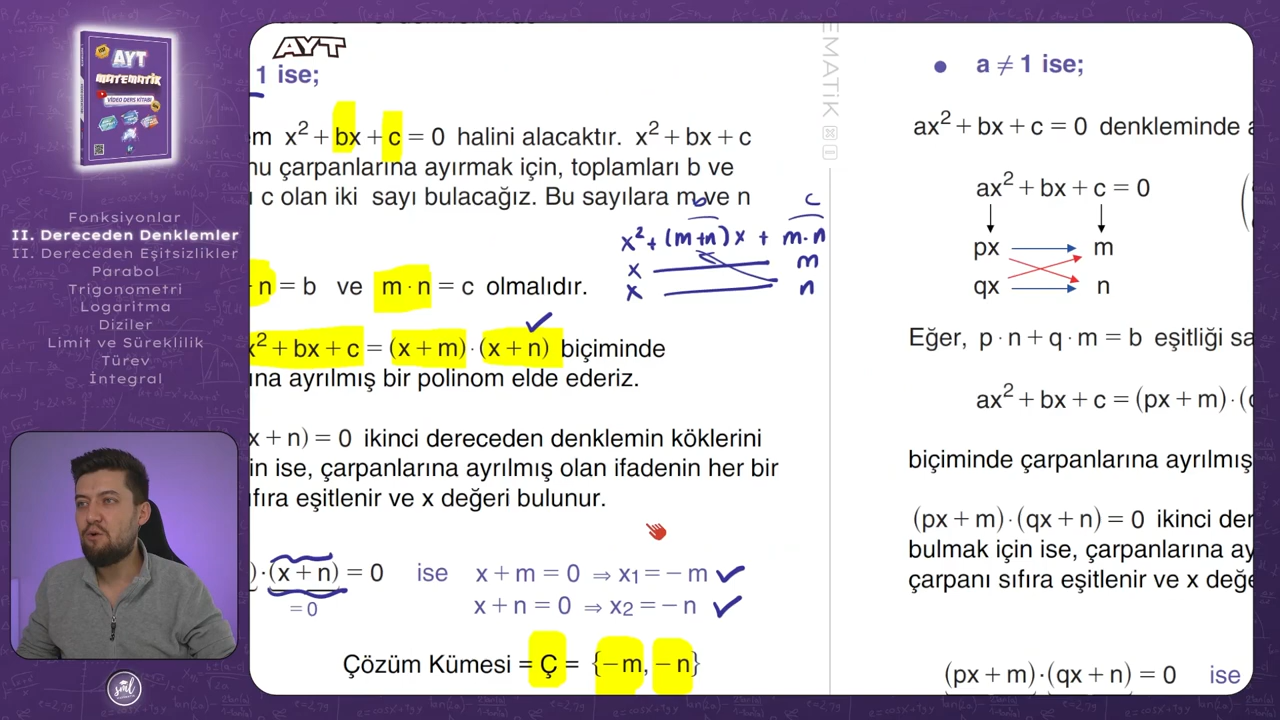 AYT
MATEMATİK
VİDEO DERS KİTABI
Fonksiyonlar
II. Dereceden Denklemler
II. Dereceden Eşitsizlikler
Parabol
Trigonometri
Logaritma
Diziler
Limit ve Süreklilik
Türev
İntegral
sml
AYT
1 ise;
em x² + bx + c = 0 halini alacaktır. x² + bx + c
nu çarpanlarına ayırmak için, toplamları b ve
ı c olan iki sayı bulacağız. Bu sayılara m ve n
b c
x² + (m+n)x + m·n
x m
x n
n = b ve m · n = c olmalıdır.
x² + bx + c = (x + m) · (x + n) biçiminde
ına ayrılmış bir polinom elde ederiz.
(x + n) = 0 ikinci dereceden denklemin köklerini
in ise, çarpanlarına ayrılmış olan ifadenin her bir
ıfıra eşitlenir ve x değeri bulunur.
) · (x + n) = 0 ise x + m = 0 ⇒ x₁ = − m
= 0 x + n = 0 ⇒ x₂ = − n
Çözüm Kümesi = Ç = {− m, − n}
EMATİK
• a ≠ 1 ise;
ax² + bx + c = 0 denkleminde a
ax² + bx + c = 0
px m
qx n
Eğer, p · n + q · m = b eşitliği sa
ax² + bx + c = (px + m) · (
biçiminde çarpanlarına ayrılmış
(px + m) · (qx + n) = 0 ikinci der
bulmak için ise, çarpanlarına ay
çarpanı sıfıra eşitlenir ve x değe
(px + m) · (qx + n) = 0 ise